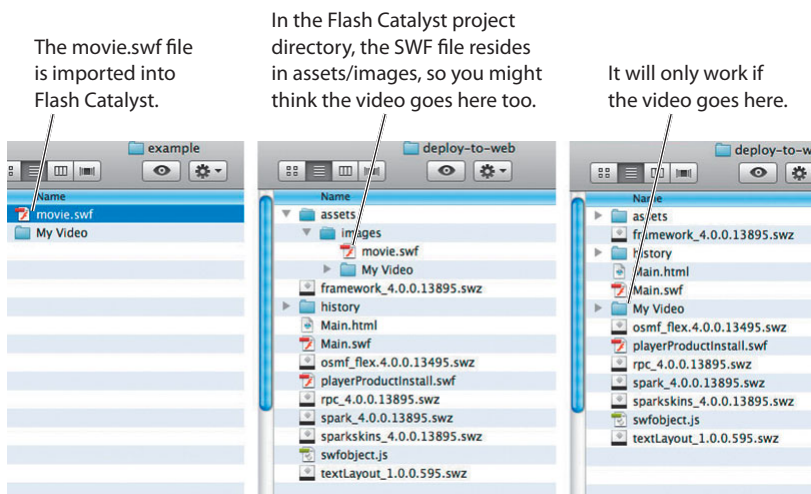 The movie.swf file
is imported into
Flash Catalyst.
In the Flash Catalyst project
directory, the SWF file resides
in assets/images, so you might
think the video goes here too.
It will only work if
the video goes here.
example
Name
movie.swf
My Video
deploy-to-web
Name
assets
images
movie.swf
My Video
framework_4.0.0.13895.swz
history
Main.html
Main.swf
osmf_flex.4.0.0.13495.swz
playerProductInstall.swf
rpc_4.0.0.13895.swz
spark_4.0.0.13895.swz
sparkskins_4.0.0.13895.swz
swfobject.js
textLayout_1.0.0.595.swz
deploy-to-w
Name
assets
framework_4.0.0.13895.swz
history
Main.html
Main.swf
My Video
osmf_flex.4.0.0.13495.swz
playerProductInstall.swf
rpc_4.0.0.13895.swz
spark_4.0.0.13895.swz
sparkskins_4.0.0.13895.swz
swfobject.js
textLayout_1.0.0.595.swz